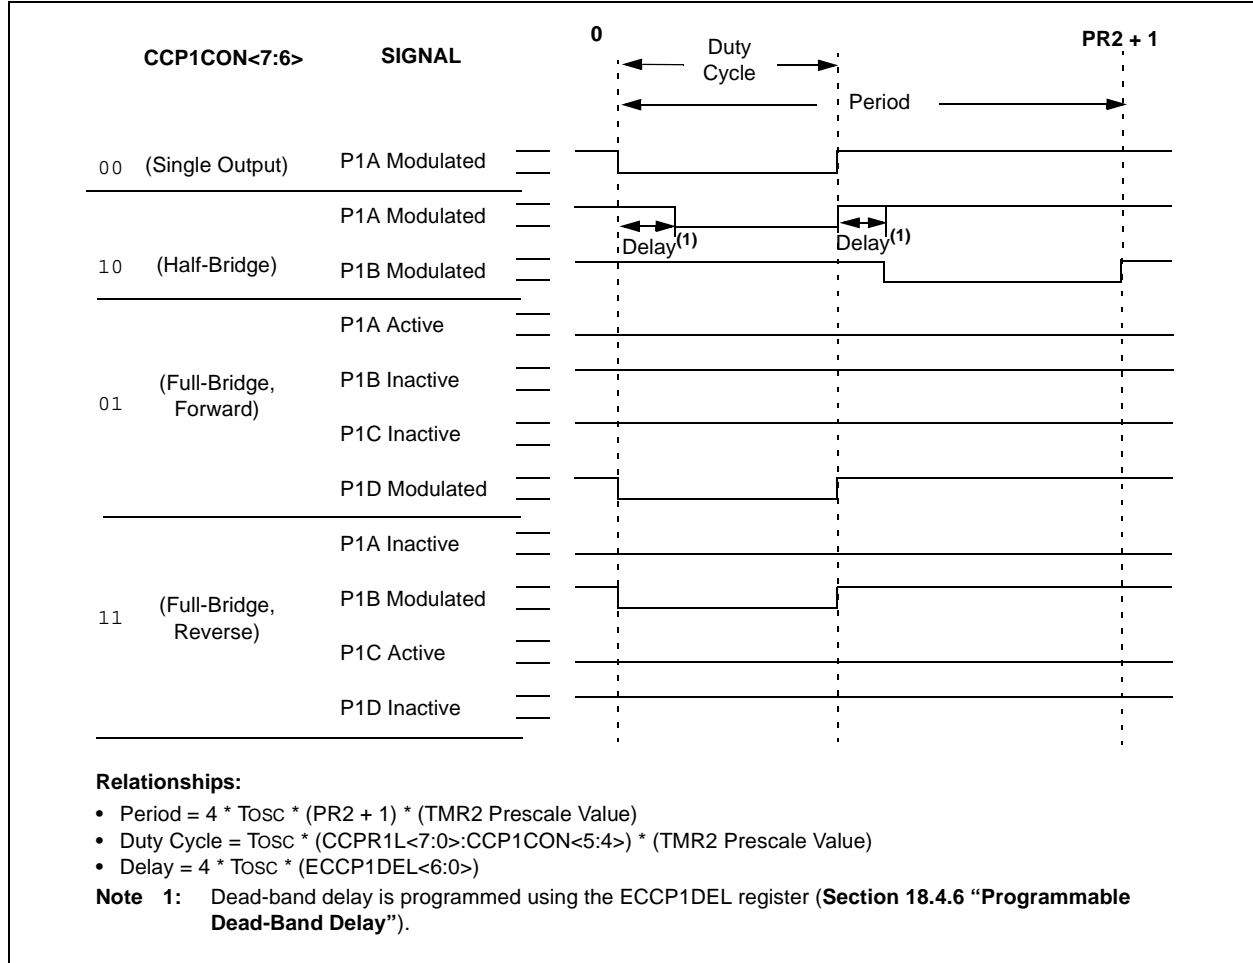 0
PR2 + 1
CCP1CON<7:6>
SIGNAL
Duty
Cycle
Period
00 (Single Output) P1A Modulated
P1A Modulated
Delay(1) Delay(1)
10 (Half-Bridge) P1B Modulated
P1A Active
01 (Full-Bridge,
Forward)
P1B Inactive
P1C Inactive
P1D Modulated
P1A Inactive
11 (Full-Bridge,
Reverse)
P1B Modulated
P1C Active
P1D Inactive
Relationships:
• Period = 4 * TOSC * (PR2 + 1) * (TMR2 Prescale Value)
• Duty Cycle = TOSC * (CCPR1L<7:0>:CCP1CON<5:4>) * (TMR2 Prescale Value)
• Delay = 4 * TOSC * (ECCP1DEL<6:0>)
Note 1: Dead-band delay is programmed using the ECCP1DEL register (Section 18.4.6 “Programmable
Dead-Band Delay”).